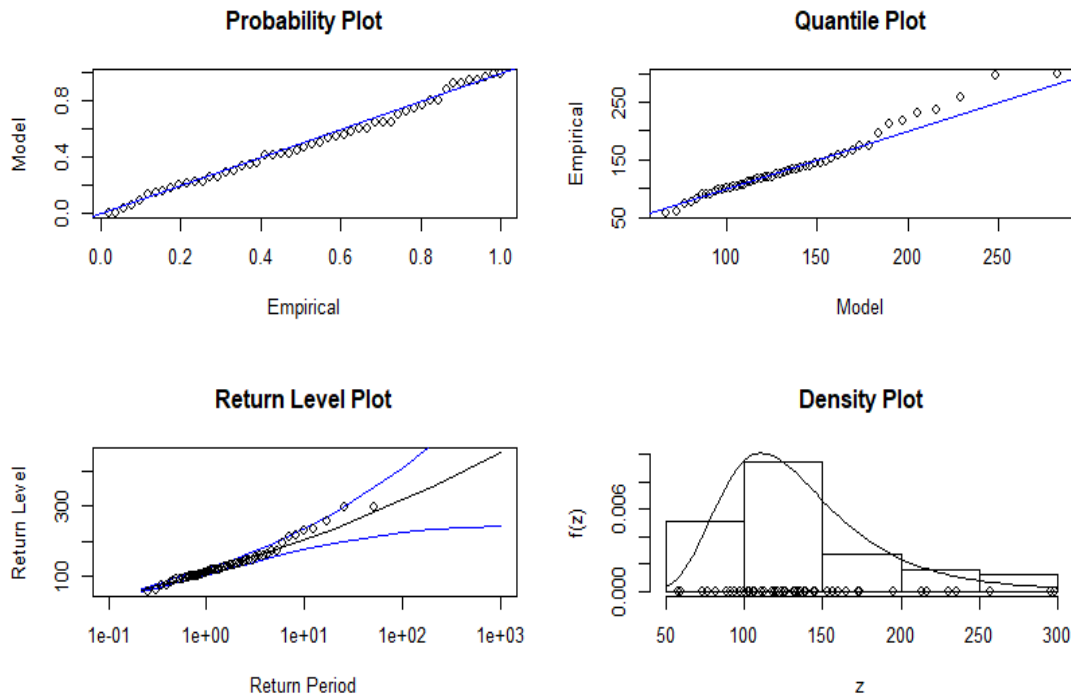 Probability Plot
Model
0.0 0.4 0.8
0.0 0.2 0.4 0.6 0.8 1.0
Empirical
Quantile Plot
Empirical
50 150 250
100 150 200 250
Model
Return Level Plot
Return Level
100 300
1e-01 1e+00 1e+01 1e+02 1e+03
Return Period
Density Plot
f(z)
0.000 0.006
50 100 150 200 250 300
z